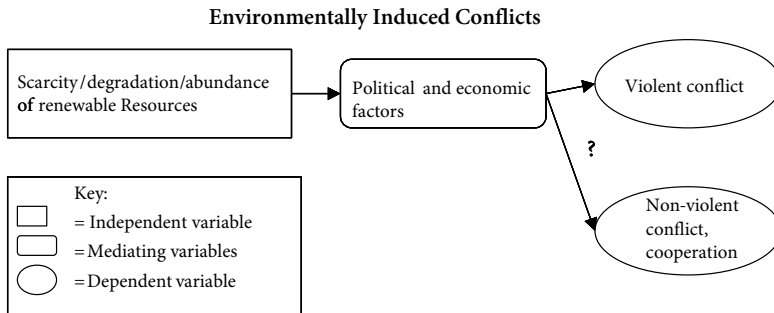 Environmentally Induced Conflicts
Scarcity/degradation/abundance
of renewable Resources
Political and economic
factors
Violent conflict
?
Non-violent
conflict,
cooperation
Key:
= Independent variable
= Mediating variables
= Dependent variable